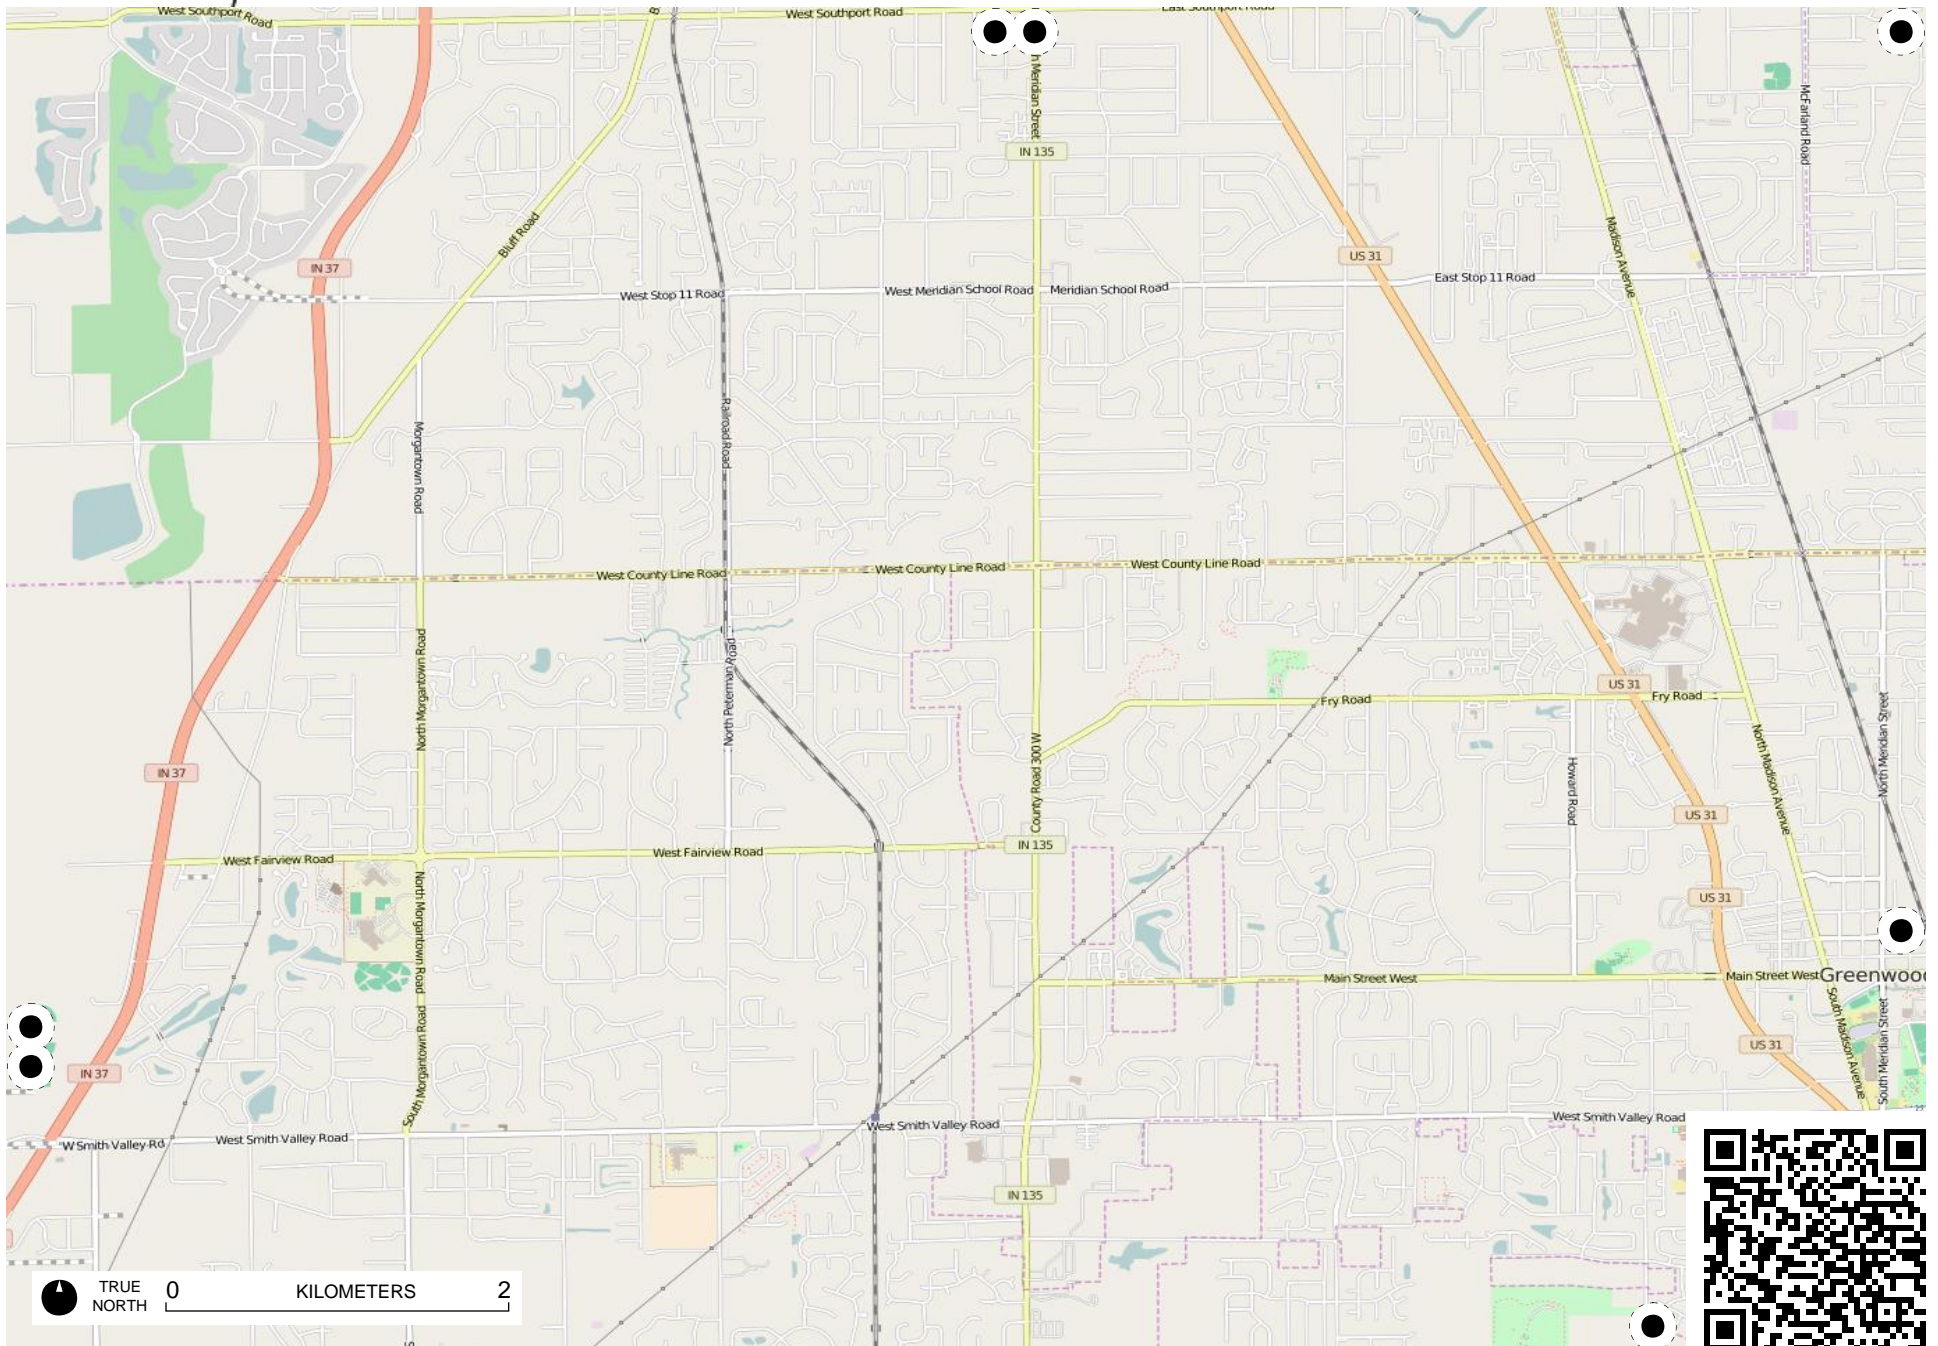 West Southport Road
West Southport Road
East Southport Road
Meridian Street
McFarland Road
IN 135
Bluff Road
Madison Avenue
US 31
IN 37
East Stop 11 Road
West Stop 11 Road
West Meridian School Road
Meridian School Road
Morgantown Road
Railroad Road
West County Line Road
West County Line Road
West County Line Road
North Morgantown Road
North Peterman Road
US 31
Fry Road
Fry Road
North Meridian Street
County Road 300 W
North Madison Avenue
IN 37
Howard Road
US 31
IN 135
West Fairview Road
West Fairview Road
US 31
North Morgantown Road
Main Street West
Main Street West
Greenwood
South Madison Avenue
South Meridian Street
South Morgantown Road
US 31
IN 37
West Smith Valley Road
West Smith Valley Road
West Smith Valley Road
W Smith Valley Rd
IN 135
TRUE
NORTH
0 KILOMETERS 2